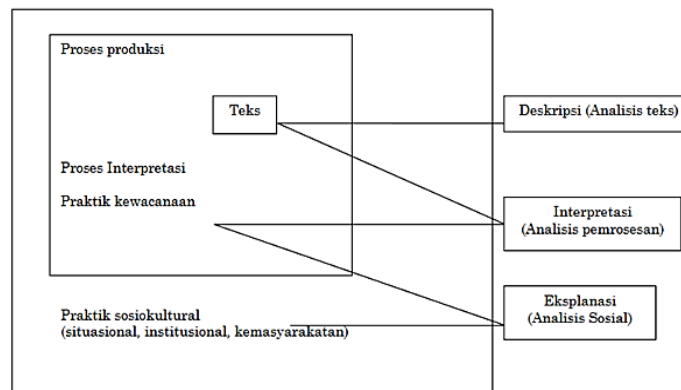 Proses produksi
Teks
Deskripsi (Analisis teks)
Proses Interpretasi
Praktik kewacanaan
Interpretasi
(Analisis pemrosesan)
Praktik sosiokultural
(situasional, institusional, kemasyarakatan)
Eksplanasi
(Analisis Sosial)